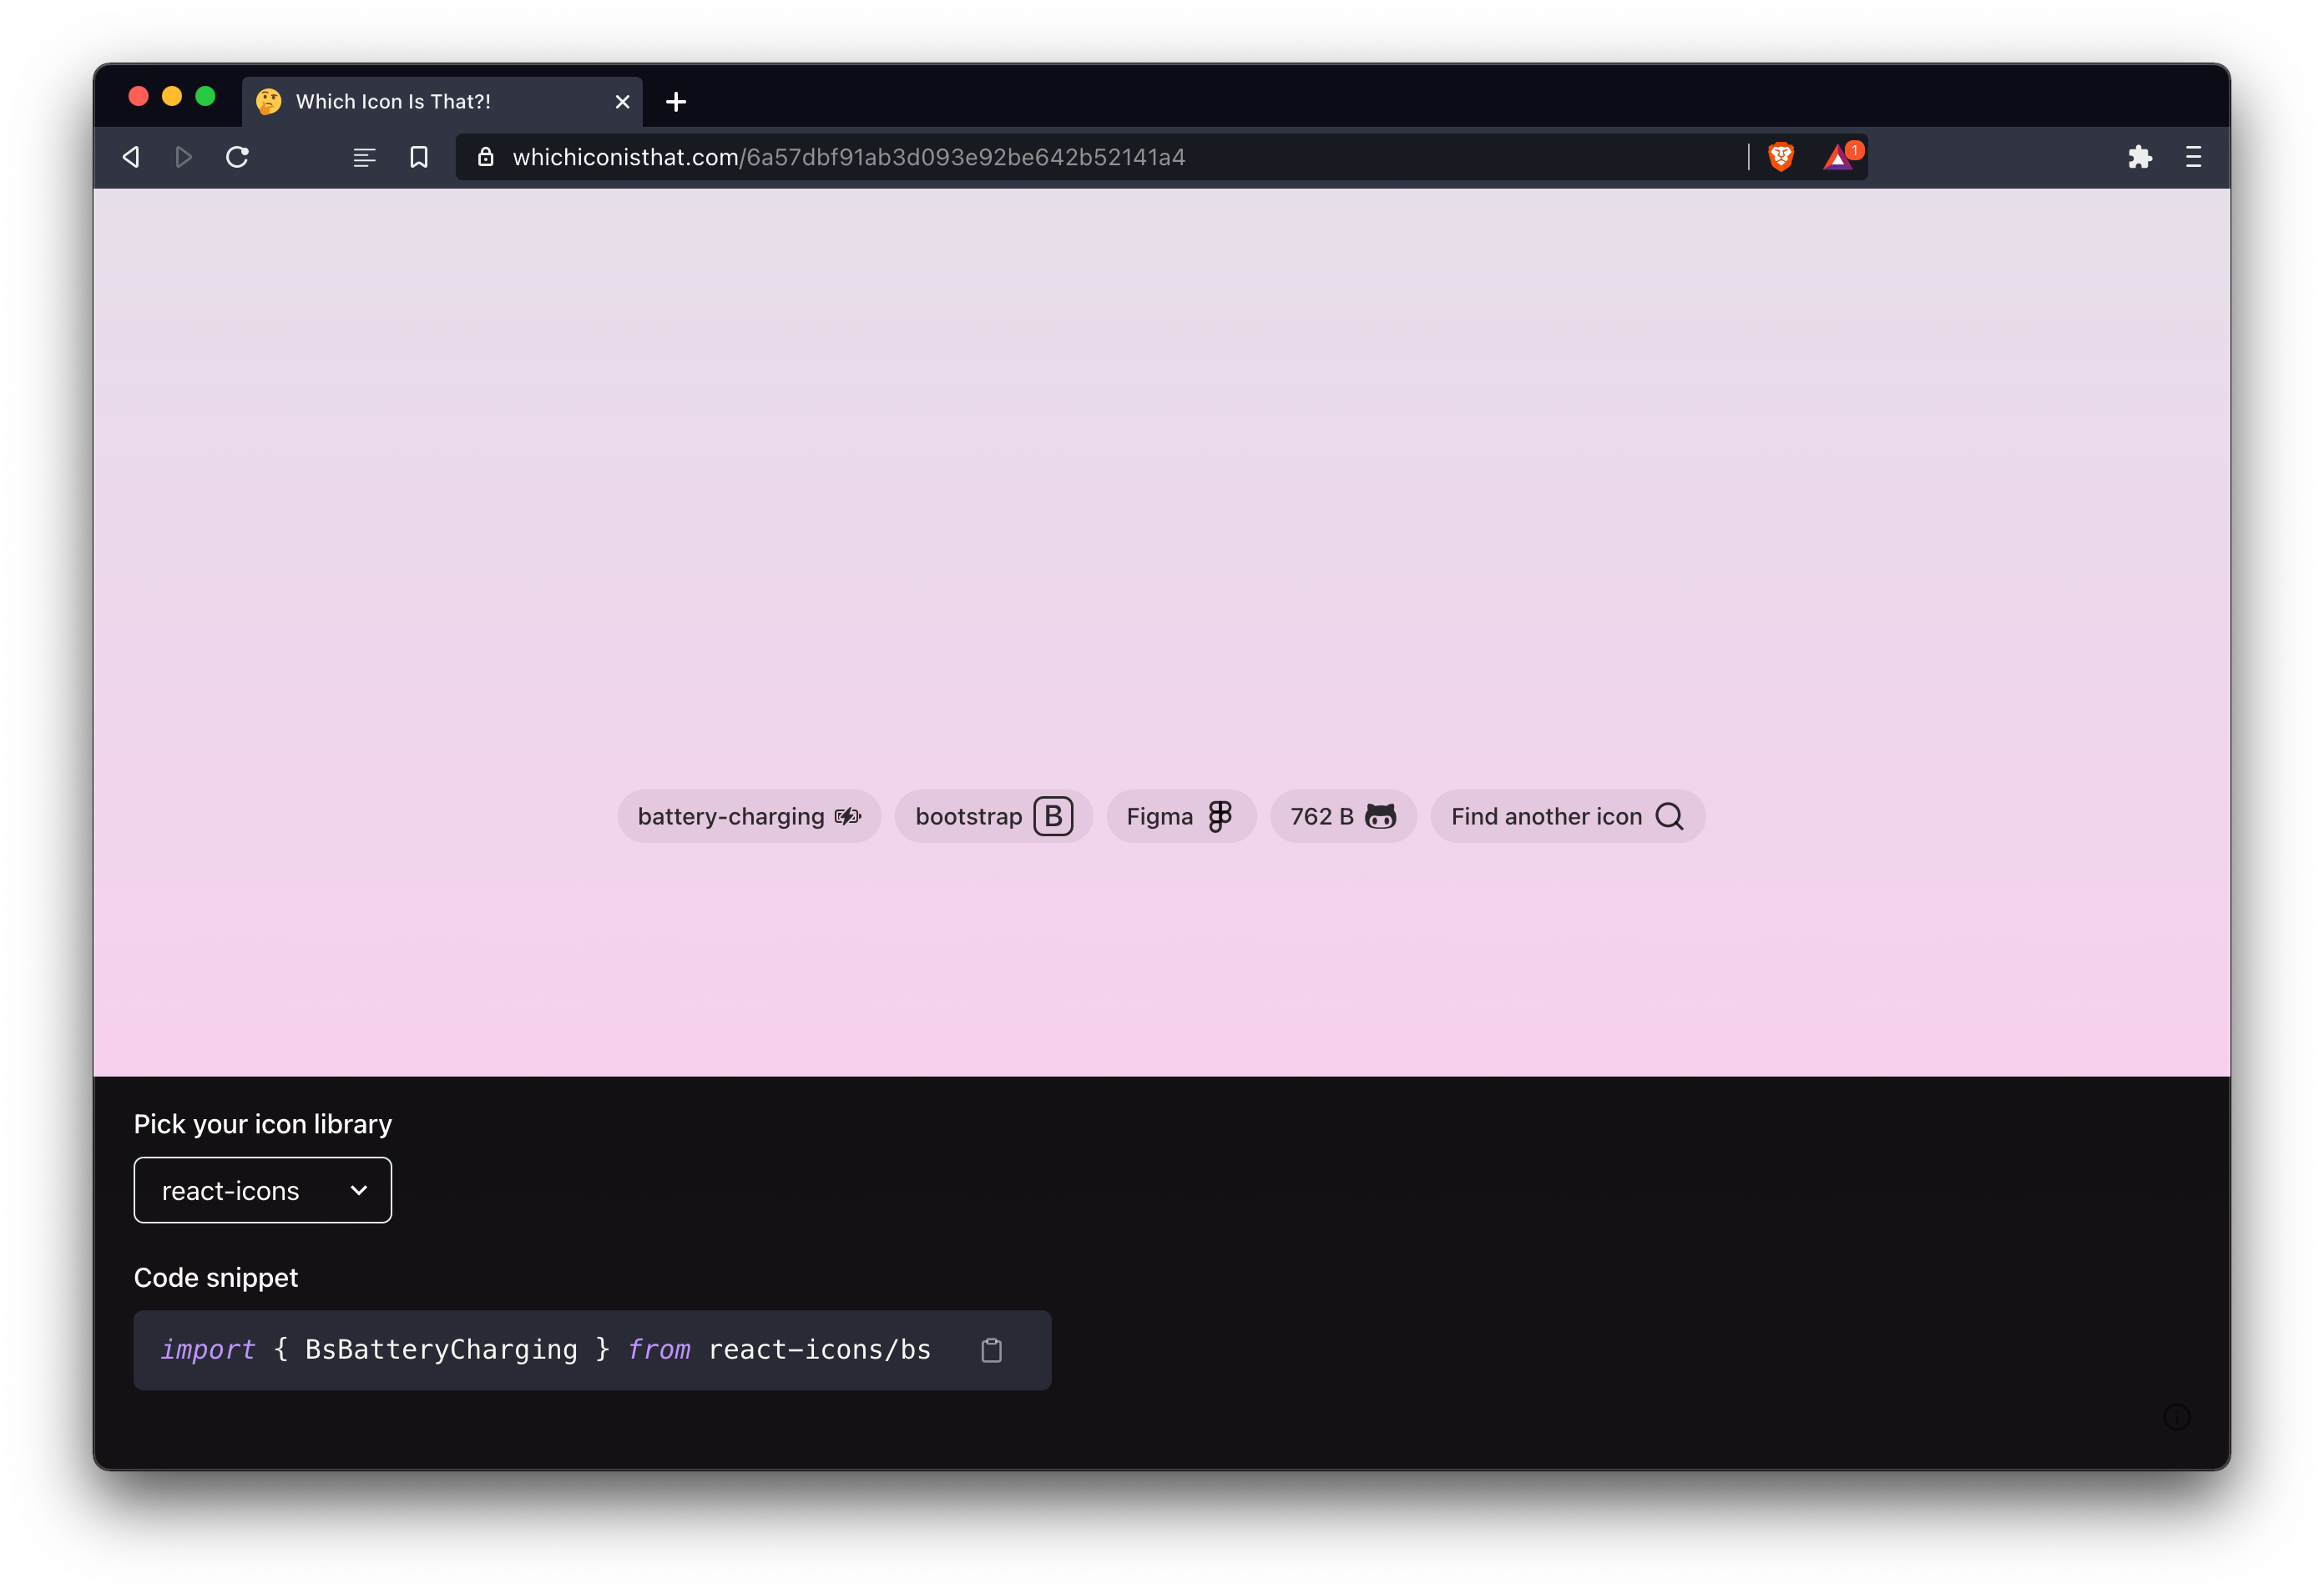 Which Icon Is That?!
whichiconisthat.com/6a57dbf91ab3d093e92be642b52141a4
1
battery-charging
bootstrap B
Figma
762 B
Find another icon
Pick your icon library
react-icons
Code snippet
import { BsBatteryCharging } from react-icons/bs